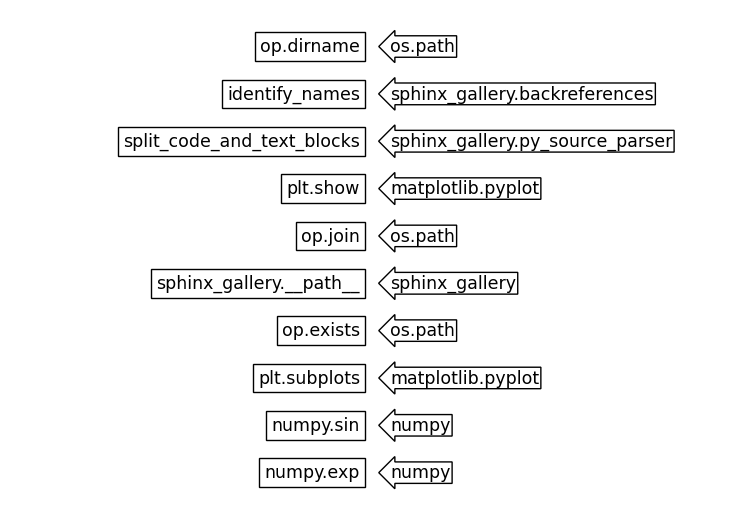 op.dirname os.path
identify_names sphinx_gallery.backreferences
split_code_and_text_blocks sphinx_gallery.py_source_parser
plt.show matplotlib.pyplot
op.join os.path
sphinx_gallery.__path__ sphinx_gallery
op.exists os.path
plt.subplots matplotlib.pyplot
numpy.sin numpy
numpy.exp numpy